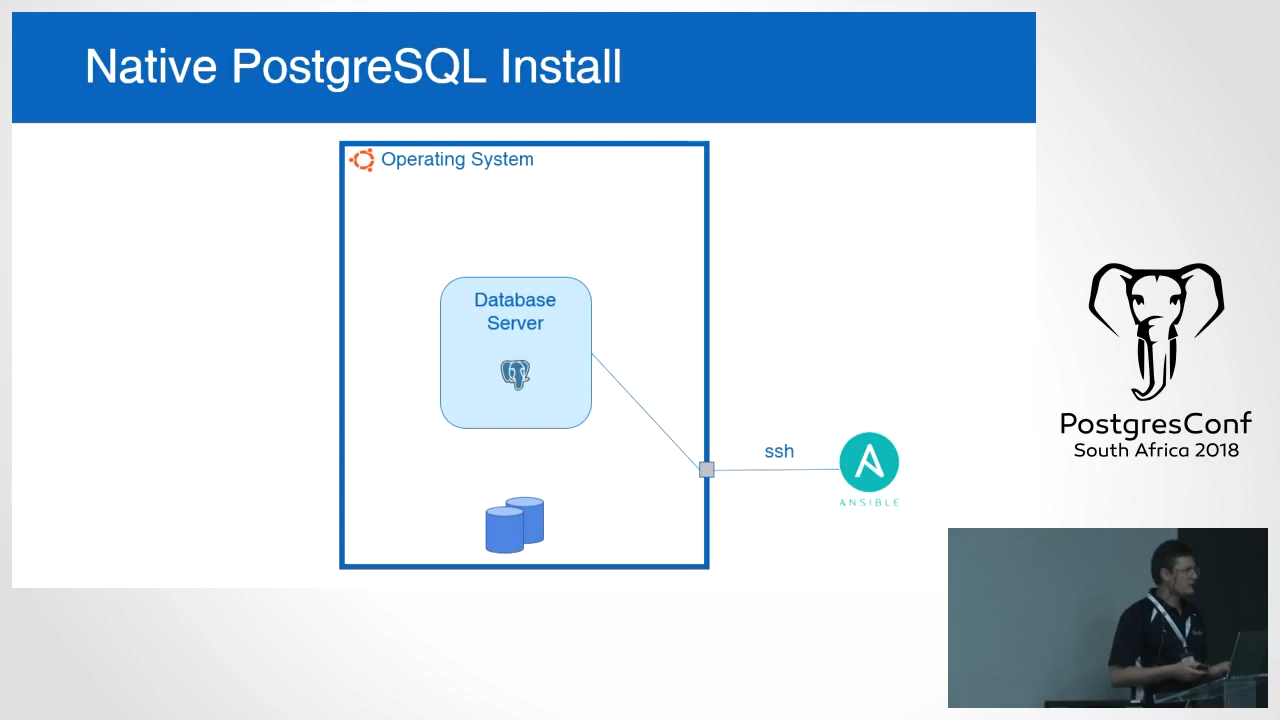 Native PostgreSQL Install
Operating System
Database
Server
ssh
ANSIBLE
PostgresConf
South Africa 2018